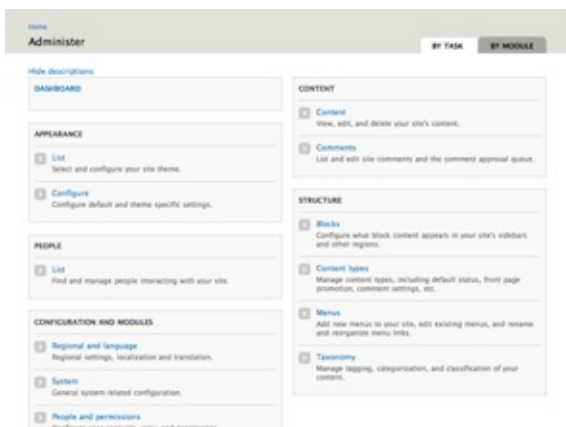 Home
Administer
BY TASK
BY MODULE
Hide descriptions
DASHBOARD
APPEARANCE
List
Select and configure your site theme.
Configure
Configure default and theme specific settings.
PEOPLE
List
Find and manage people interacting with your site.
CONFIGURATION AND MODULES
Regional and language
Regional settings, localization and translation.
System
General system related configuration.
People and permissions
Configure user accounts, roles and permissions.
CONTENT
Content
View, edit, and delete your site's content.
Comments
List and edit site comments and the comment approval queue.
STRUCTURE
Blocks
Configure what block content appears in your site's sidebars
and other regions.
Content types
Manage content types, including default status, front page
promotion, comment settings, etc.
Menus
Add new menus to your site, edit existing menus, and rename
and reorganize menu links.
Taxonomy
Manage tagging, categorization, and classification of your
content.